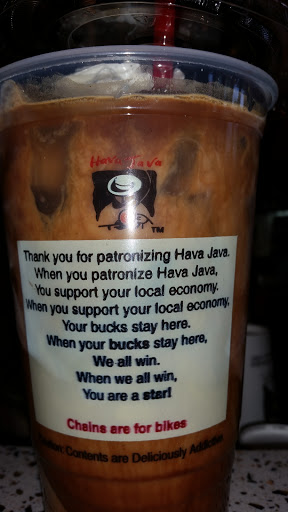 Hava Java
TM
Thank you for patronizing Hava Java.
When you patronize Hava Java,
You support your local economy.
When you support your local economy,
Your bucks stay here.
When your bucks stay here,
We all win.
When we all win,
You are a star!
Chains are for bikes
Contents are Deliciously